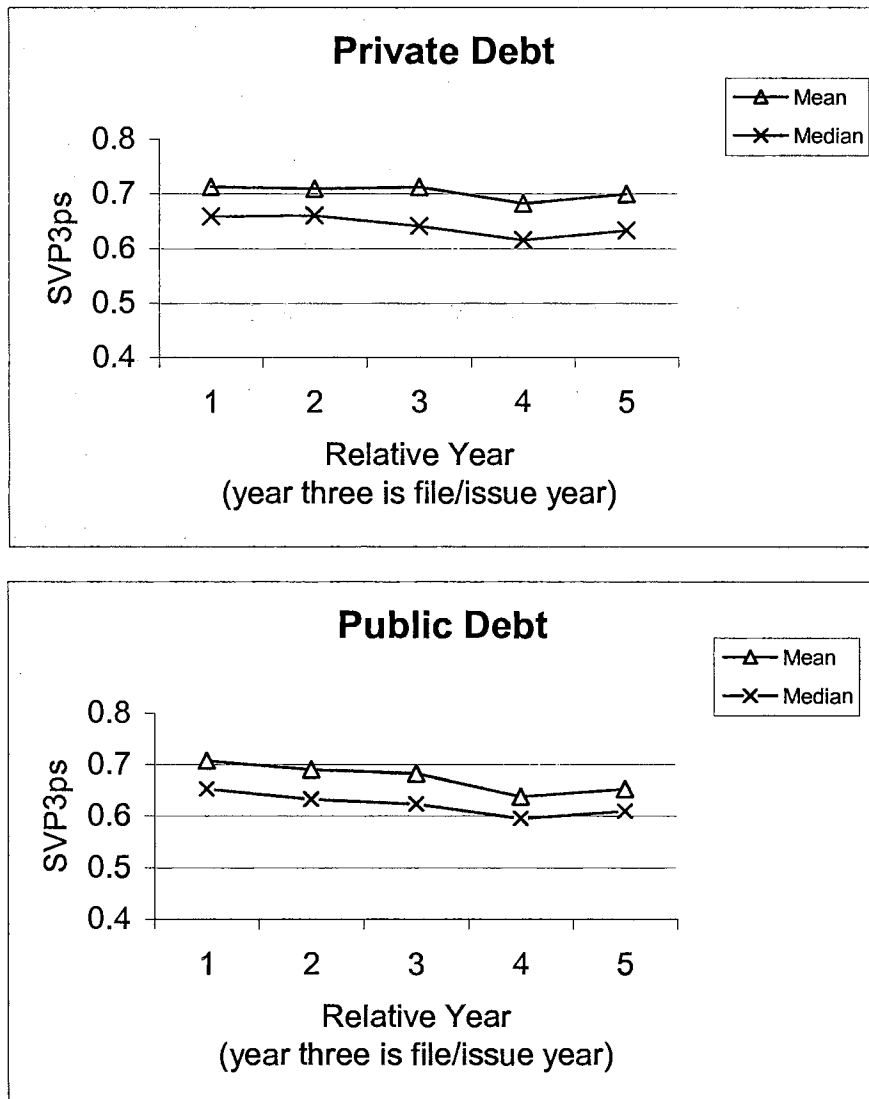 Private Debt
Mean
Median
0.8
0.7
0.6
0.5
0.4
SVP3ps
1 2 3 4 5
Relative Year
(year three is file/issue year)
Public Debt
Mean
Median
0.8
0.7
0.6
0.5
0.4
SVP3ps
1 2 3 4 5
Relative Year
(year three is file/issue year)